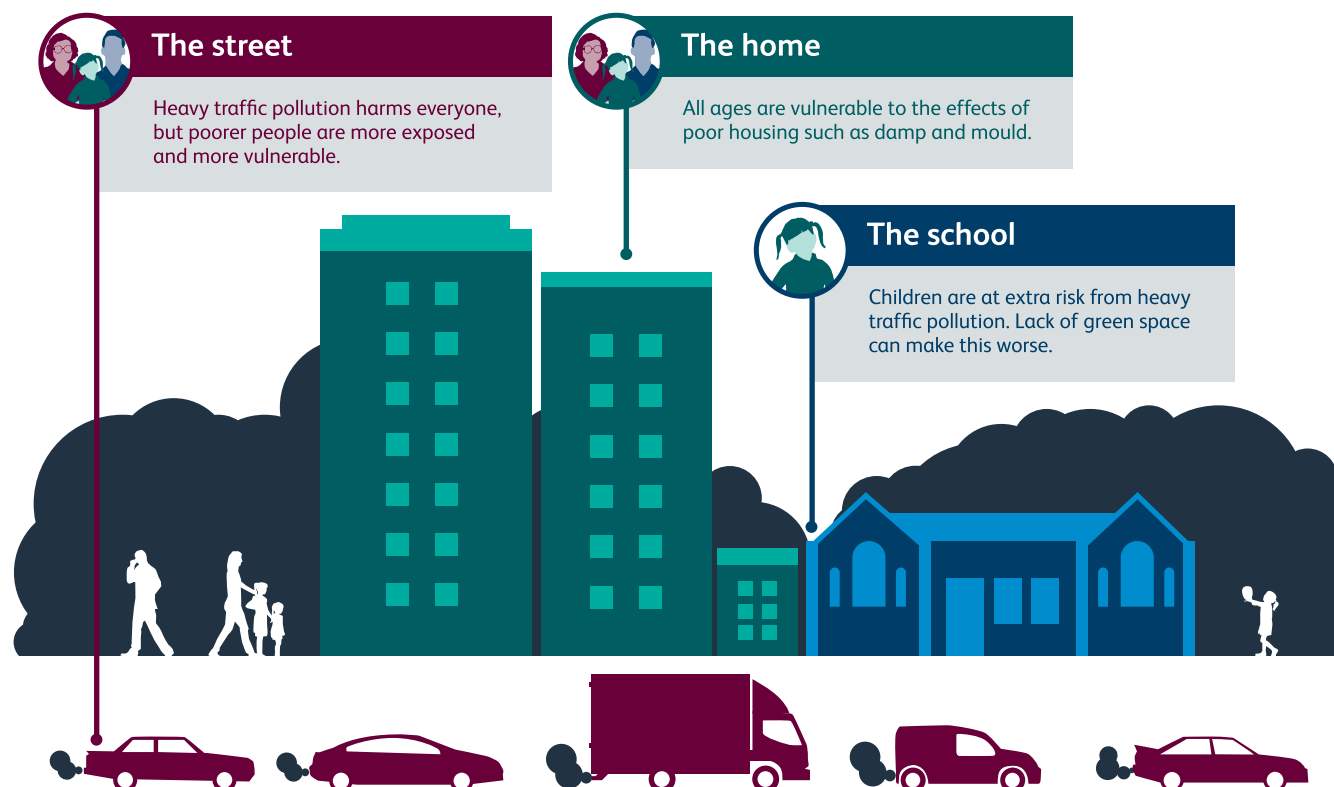 The street
Heavy traffic pollution harms everyone,
but poorer people are more exposed
and more vulnerable.
The home
All ages are vulnerable to the effects of
poor housing such as damp and mould.
The school
Children are at extra risk from heavy
traffic pollution. Lack of green space
can make this worse.